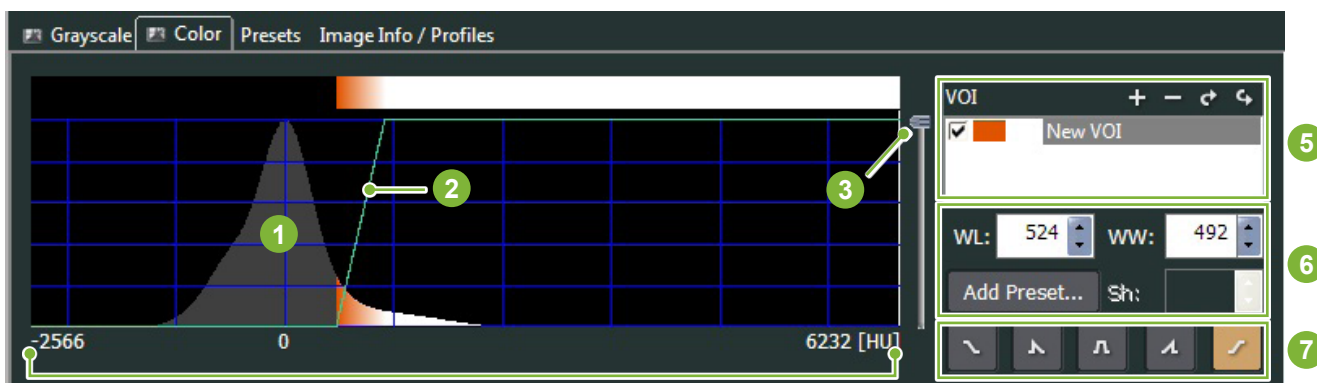 Grayscale Color Presets Image Info / Profiles
VOI
New VOI
5
3
2
1
WL: 524 WW: 492
6
Add Preset... Sh:
-2566 0 6232 [HU]
7